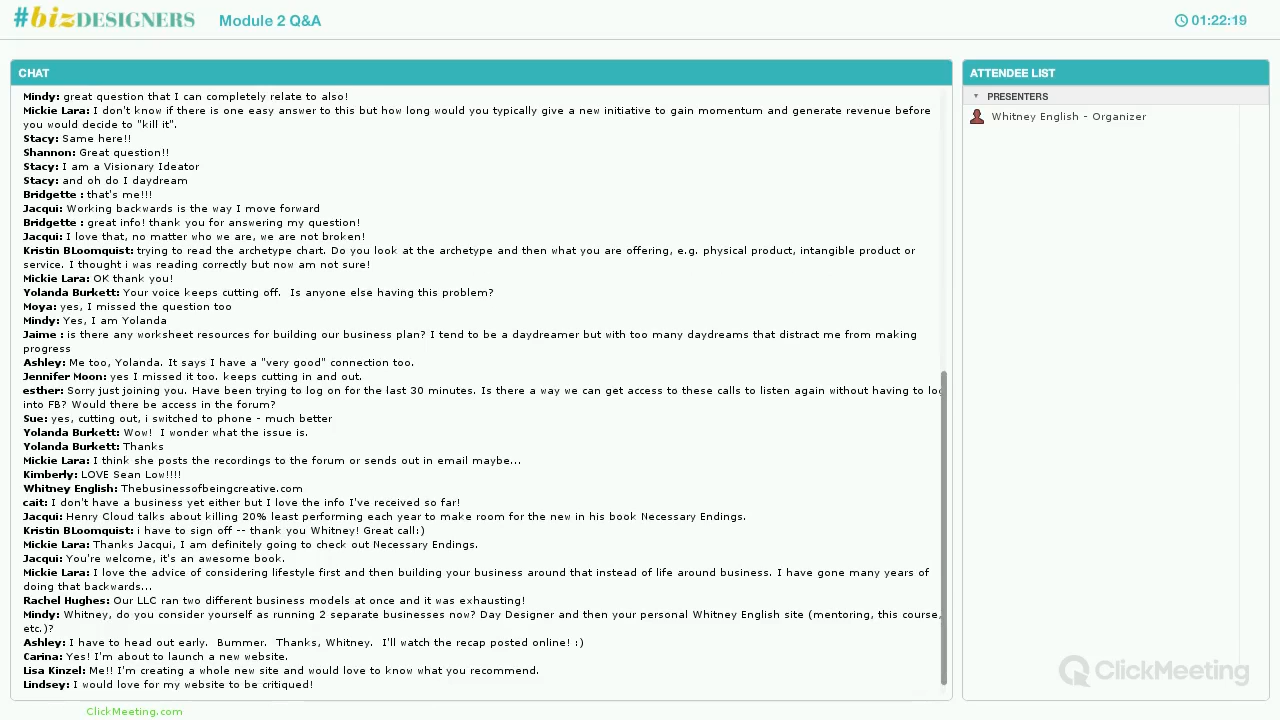 #bizDESIGNERS
Module 2 Q&A
01:22:19
CHAT
Mindy: great question that I can completely relate to also!
Mickie Lara: I don't know if there is one easy answer to this but how long would you typically give a new initiative to gain momentum and generate revenue before
you would decide to "kill it".
Stacy: Same here!!
Shannon: Great question!!
Stacy: I am a Visionary Ideator
Stacy: and oh do I daydream
Bridgette : that's me!!!
Jacqui: Working backwards is the way I move forward
Bridgette : great info! thank you for answering my question!
Jacqui: I love that, no matter who we are, we are not broken!
Kristin BLoomquist: trying to read the archetype chart. Do you look at the archetype and then what you are offering, e.g. physical product, intangible product or
service. I thought i was reading correctly but now am not sure!
Mickie Lara: OK thank you!
Yolanda Burkett: Your voice keeps cutting off.  Is anyone else having this problem?
Moya: yes, I missed the question too
Mindy: Yes, I am Yolanda
Jaime : is there any worksheet resources for building our business plan? I tend to be a daydreamer but with too many daydreams that distract me from making
progress
Ashley: Me too, Yolanda. It says I have a "very good" connection too.
Jennifer Moon: yes I missed it too. keeps cutting in and out.
esther: Sorry just joining you. Have been trying to log on for the last 30 minutes. Is there a way we can get access to these calls to listen again without having to log
into FB? Would there be access in the forum?
Sue: yes, cutting out, i switched to phone - much better
Yolanda Burkett: Wow!  I wonder what the issue is.
Yolanda Burkett: Thanks
Mickie Lara: I think she posts the recordings to the forum or sends out in email maybe...
Kimberly: LOVE Sean Low!!!!
Whitney English: Thebusinessofbeingcreative.com
cait: I don't have a business yet either but I love the info I've received so far!
Jacqui: Henry Cloud talks about killing 20% least performing each year to make room for the new in his book Necessary Endings.
Kristin BLoomquist: i have to sign off -- thank you Whitney! Great call:)
Mickie Lara: Thanks Jacqui, I am definitely going to check out Necessary Endings.
Jacqui: You're welcome, it's an awesome book.
Mickie Lara: I love the advice of considering lifestyle first and then building your business around that instead of life around business. I have gone many years of
doing that backwards...
Rachel Hughes: Our LLC ran two different business models at once and it was exhausting!
Mindy: Whitney, do you consider yourself as running 2 separate businesses now? Day Designer and then your personal Whitney English site (mentoring, this course,
etc.)?
Ashley: I have to head out early.  Bummer.  Thanks, Whitney.  I'll watch the recap posted online! :)
Carina: Yes! I'm about to launch a new website.
Lisa Kinzel: Me!! I'm creating a whole new site and would love to know what you recommend.
Lindsey: I would love for my website to be critiqued!
ATTENDEE LIST
PRESENTERS
Whitney English - Organizer
ClickMeeting
ClickMeeting.com